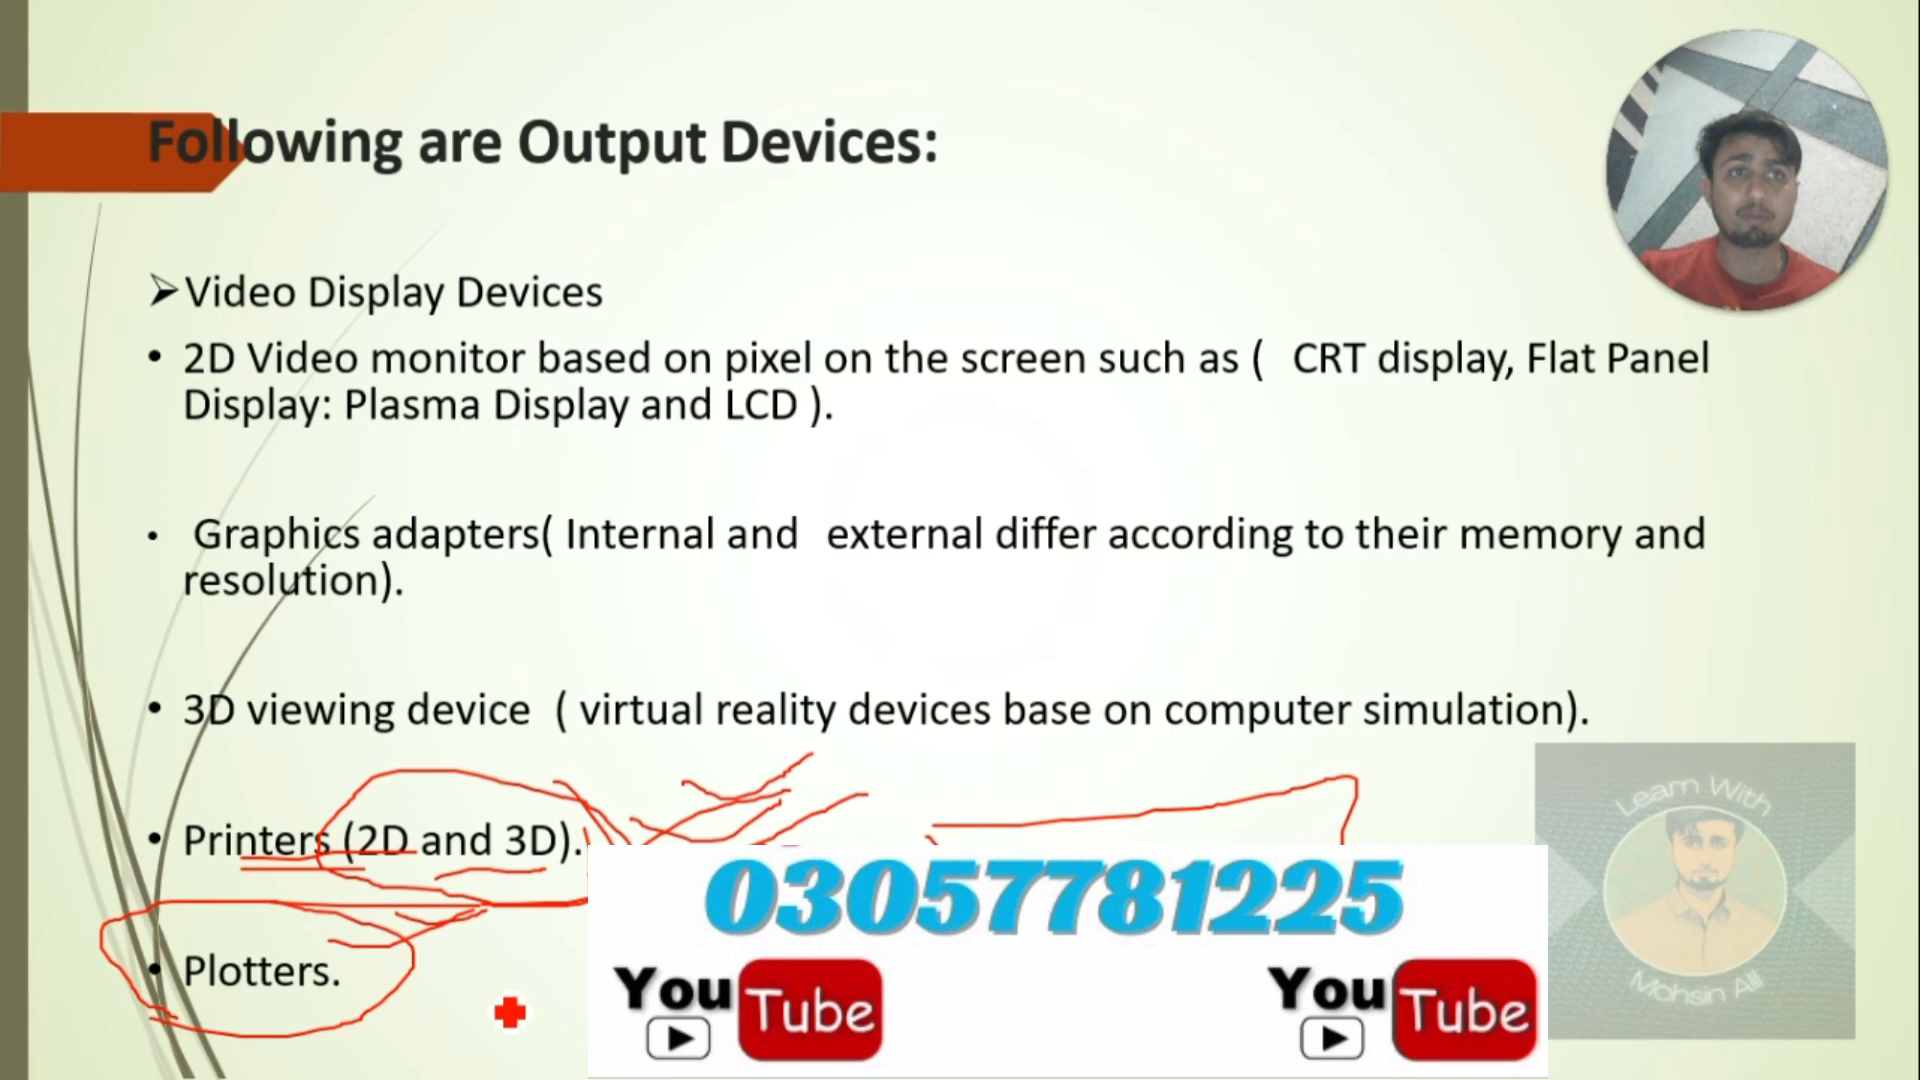 Following are Output Devices:
➢Video Display Devices
• 2D Video monitor based on pixel on the screen such as ( CRT display, Flat Panel
Display: Plasma Display and LCD ).
• Graphics adapters( Internal and external differ according to their memory and
resolution).
• 3D viewing device ( virtual reality devices base on computer simulation).
• Printers (2D and 3D).
• Plotters.
03057781225
You Tube
You Tube
Learn With
Mohsin Alii